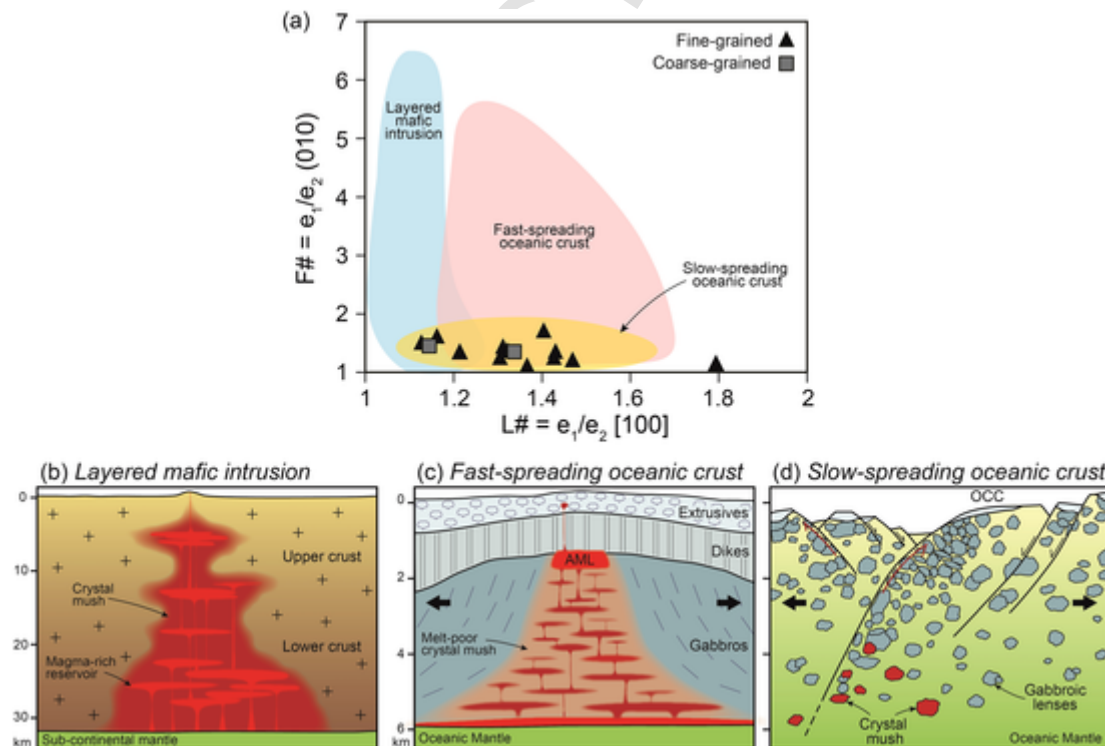 (a)
7
6
5
4
3
2
1
F# = e1/e2 (010)
Fine-grained
Coarse-grained
Layered
mafic
intrusion
Fast-spreading
oceanic crust
Slow-spreading
oceanic crust
1
1.2
1.4
1.6
1.8
2
L# = e1/e2 [100]
(b) Layered mafic intrusion
0
10
20
30
km
Upper crust
Crystal
mush
Lower crust
Magma-rich
reservoir
Sub-continental mantle
(c) Fast-spreading oceanic crust
0
2
4
6
km
Extrusives
Dikes
AML
Melt-poor
crystal mush
Gabbros
Oceanic Mantle
(d) Slow-spreading oceanic crust
OCC
Gabbroic
lenses
Crystal
mush
Oceanic Mantle